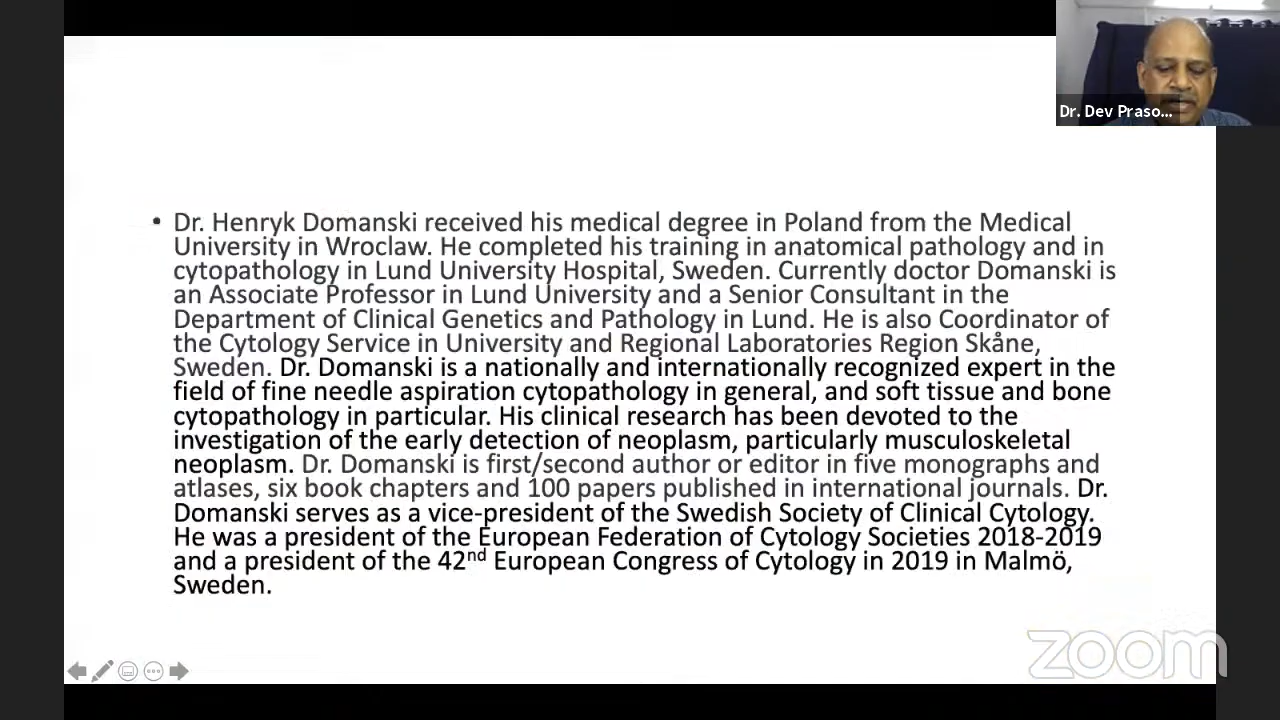 Dr. Dev Praso...
• Dr. Henryk Domanski received his medical degree in Poland from the Medical
University in Wroclaw. He completed his training in anatomical pathology and in
cytopathology in Lund University Hospital, Sweden. Currently doctor Domanski is
an Associate Professor in Lund University and a Senior Consultant in the
Department of Clinical Genetics and Pathology in Lund. He is also Coordinator of
the Cytology Service in University and Regional Laboratories Region Skåne,
Sweden. Dr. Domanski is a nationally and internationally recognized expert in the
field of fine needle aspiration cytopathology in general, and soft tissue and bone
cytopathology in particular. His clinical research has been devoted to the
investigation of the early detection of neoplasm, particularly musculoskeletal
neoplasm. Dr. Domanski is first/second author or editor in five monographs and
atlases, six book chapters and 100 papers published in international journals. Dr.
Domanski serves as a vice-president of the Swedish Society of Clinical Cytology.
He was a president of the European Federation of Cytology Societies 2018-2019
and a president of the 42nd European Congress of Cytology in 2019 in Malmö,
Sweden.
zoom